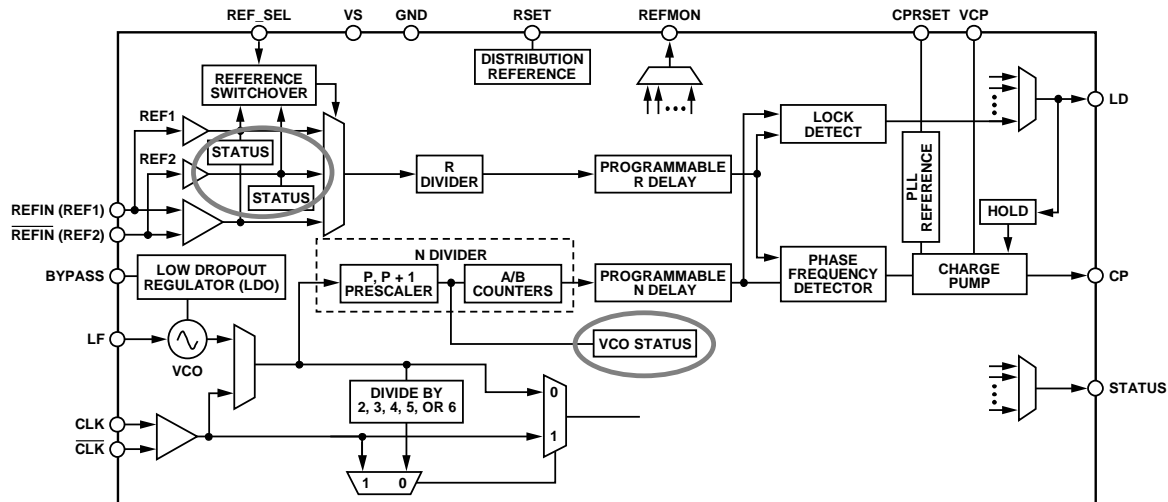 REF_SEL
VS
GND
RSET
REFMON
CPRSET
VCP
DISTRIBUTION
REFERENCE
REFERENCE
SWITCHOVER
REF1
STATUS
REF2
STATUS
R
DIVIDER
PROGRAMMABLE
R DELAY
LOCK
DETECT
LD
PLL
REFERENCE
HOLD
REFIN (REF1)
REFIN (REF2)
BYPASS
LOW DROPOUT
REGULATOR (LDO)
N DIVIDER
P, P + 1
PRESCALER
A/B
COUNTERS
PROGRAMMABLE
N DELAY
PHASE
FREQUENCY
DETECTOR
CHARGE
PUMP
CP
LF
VCO
VCO STATUS
DIVIDE BY
2, 3, 4, 5, OR 6
0
1
STATUS
CLK
CLK
1 0